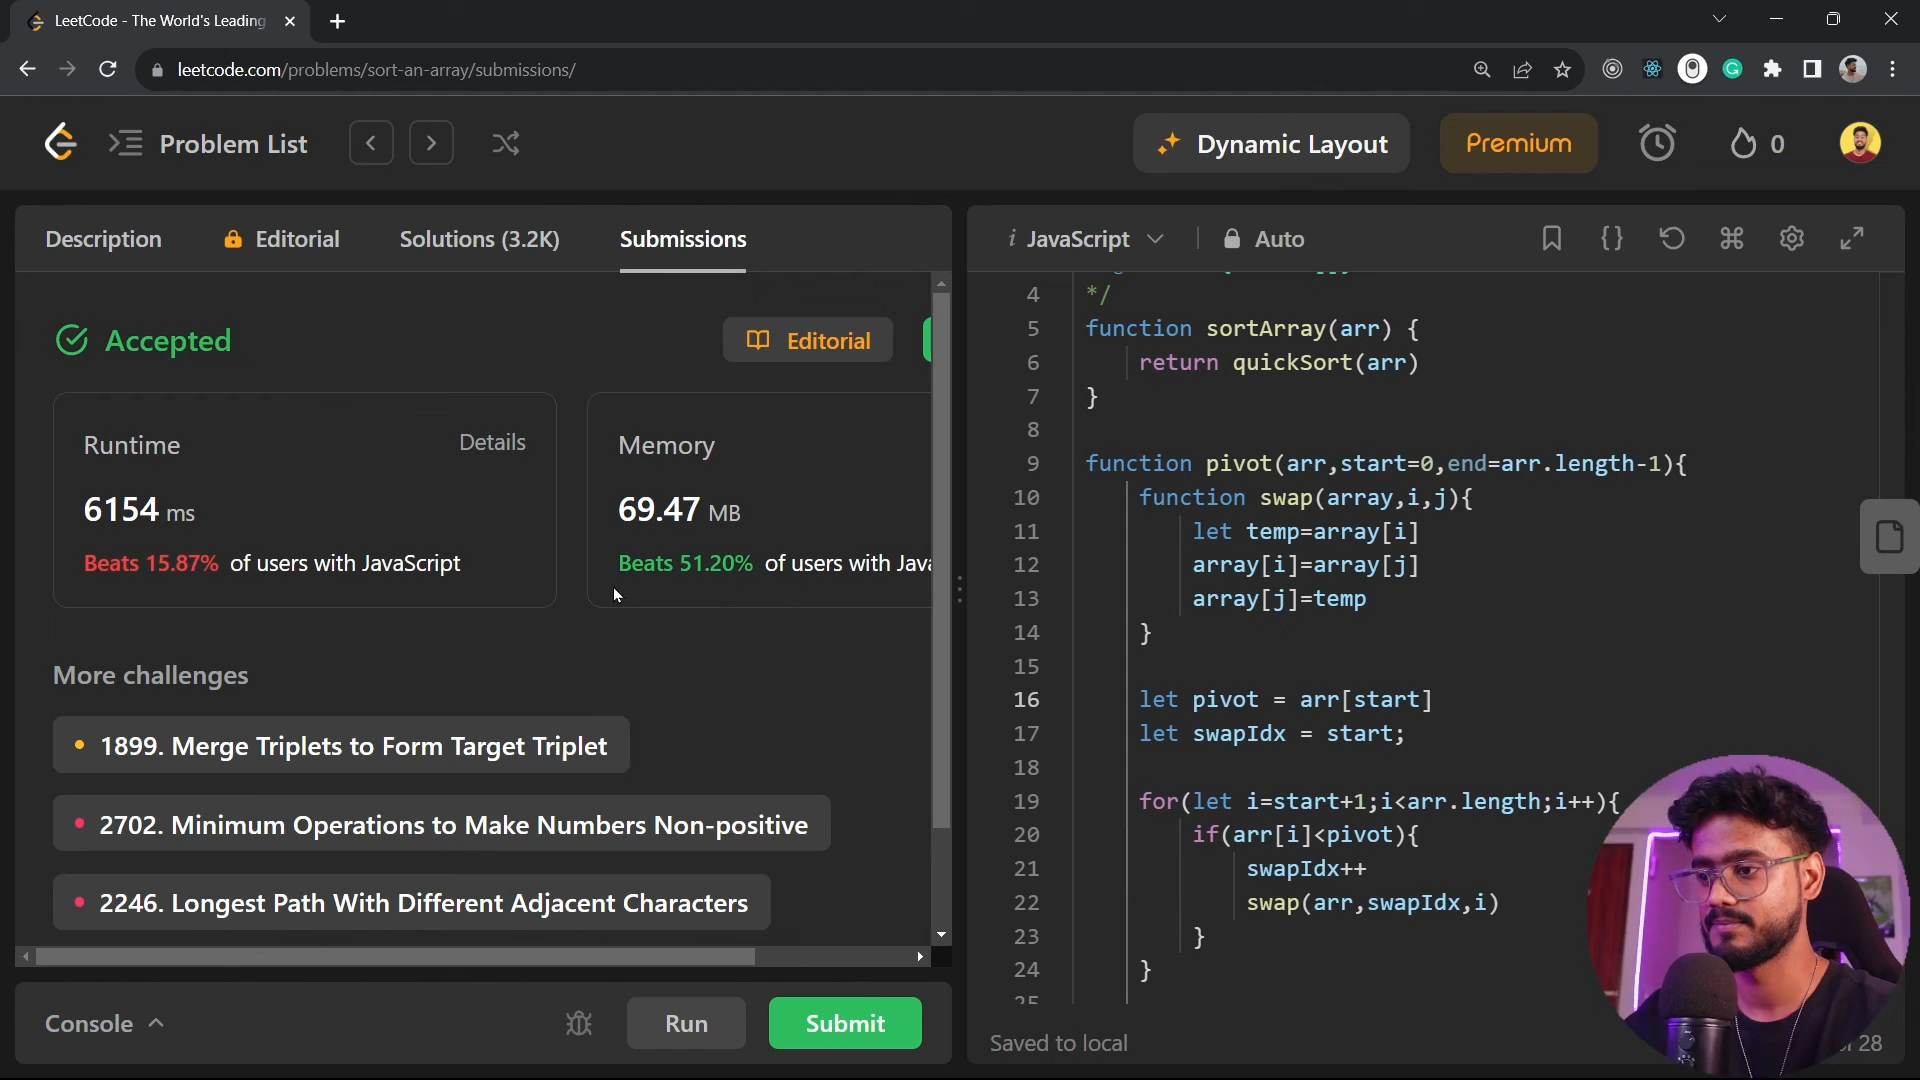 LeetCode - The World's Leading
leetcode.com/problems/sort-an-array/submissions/
Problem List
Dynamic Layout
Premium
0
Description
Editorial
Solutions (3.2K)
Submissions
Accepted
Editorial
Runtime
Details
6154 ms
Beats 15.87% of users with JavaScript
Memory
69.47 MB
Beats 51.20% of users with Java
More challenges
1899. Merge Triplets to Form Target Triplet
2702. Minimum Operations to Make Numbers Non-positive
2246. Longest Path With Different Adjacent Characters
Console
Run
Submit
i JavaScript
Auto
4 */
5 function sortArray(arr) {
6 return quickSort(arr)
7 }
8
9 function pivot(arr,start=0,end=arr.length-1){
10 function swap(array,i,j){
11 let temp=array[i]
12 array[i]=array[j]
13 array[j]=temp
14 }
15
16 let pivot = arr[start]
17 let swapIdx = start;
18
19 for(let i=start+1;i<arr.length;i++){
20 if(arr[i]<pivot){
21 swapIdx++
22 swap(arr,swapIdx,i)
23 }
24 }
25
Saved to local
28